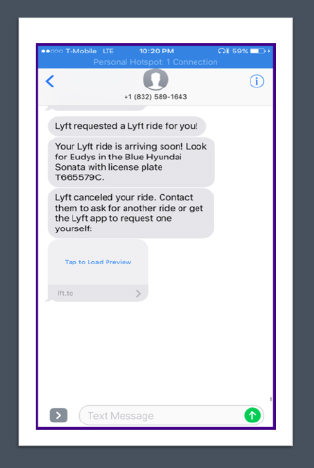 T-Mobile LTE 10:20 PM 59%
Personal Hotspot: 1 Connection
+1 (832) 589-1643
Lyft requested a Lyft ride for you!
Your Lyft ride is arriving soon! Look
for Eudys in the Blue Hyundai
Sonata with license plate
T665579C.
Lyft canceled your ride. Contact
them to ask for another ride or get
the Lyft app to request one
yourself:
Tap to Load Preview
lft.to
Text Message